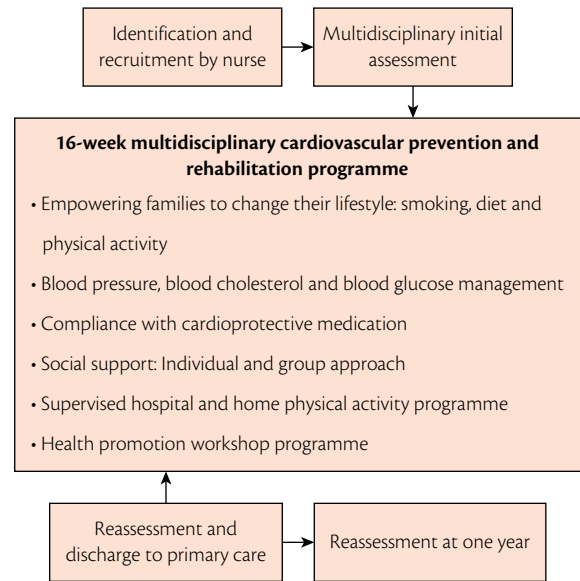 Identification and
recruitment by nurse
Multidisciplinary initial
assessment
16-week multidisciplinary cardiovascular prevention and
rehabilitation programme
• Empowering families to change their lifestyle: smoking, diet and
physical activity
• Blood pressure, blood cholesterol and blood glucose management
• Compliance with cardioprotective medication
• Social support: Individual and group approach
• Supervised hospital and home physical activity programme
• Health promotion workshop programme
Reassessment and
discharge to primary care
Reassessment at one year